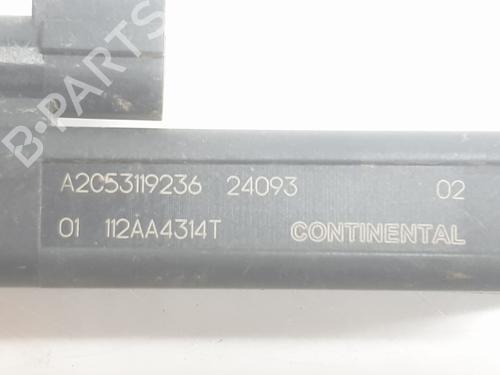 B-PARTS
A2C53119236 24093 02
01 112AA4314T CONTINENTAL